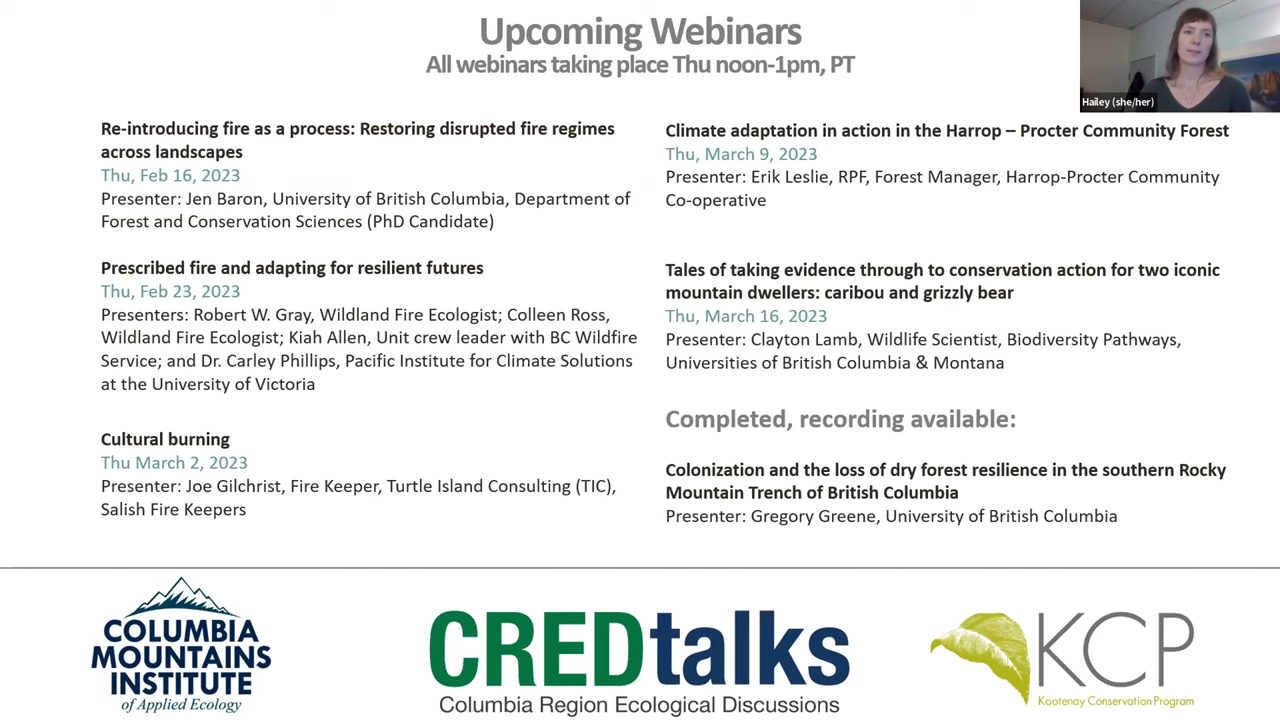 Upcoming Webinars
All webinars taking place Thu noon-1pm, PT
Hailey (she/her)
Re-introducing fire as a process: Restoring disrupted fire regimes
across landscapes
Thu, Feb 16, 2023
Presenter: Jen Baron, University of British Columbia, Department of
Forest and Conservation Sciences (PhD Candidate)
Prescribed fire and adapting for resilient futures
Thu, Feb 23, 2023
Presenters: Robert W. Gray, Wildland Fire Ecologist; Colleen Ross,
Wildland Fire Ecologist; Kiah Allen, Unit crew leader with BC Wildfire
Service; and Dr. Carley Phillips, Pacific Institute for Climate Solutions
at the University of Victoria
Cultural burning
Thu March 2, 2023
Presenter: Joe Gilchrist, Fire Keeper, Turtle Island Consulting (TIC),
Salish Fire Keepers
Climate adaptation in action in the Harrop – Procter Community Forest
Thu, March 9, 2023
Presenter: Erik Leslie, RPF, Forest Manager, Harrop-Procter Community
Co-operative
Tales of taking evidence through to conservation action for two iconic
mountain dwellers: caribou and grizzly bear
Thu, March 16, 2023
Presenter: Clayton Lamb, Wildlife Scientist, Biodiversity Pathways,
Universities of British Columbia & Montana
Completed, recording available:
Colonization and the loss of dry forest resilience in the southern Rocky
Mountain Trench of British Columbia
Presenter: Gregory Greene, University of British Columbia
COLUMBIA
MOUNTAINS
INSTITUTE
of Applied Ecology
CREDtalks
Columbia Region Ecological Discussions
KCP
Kootenay Conservation Program